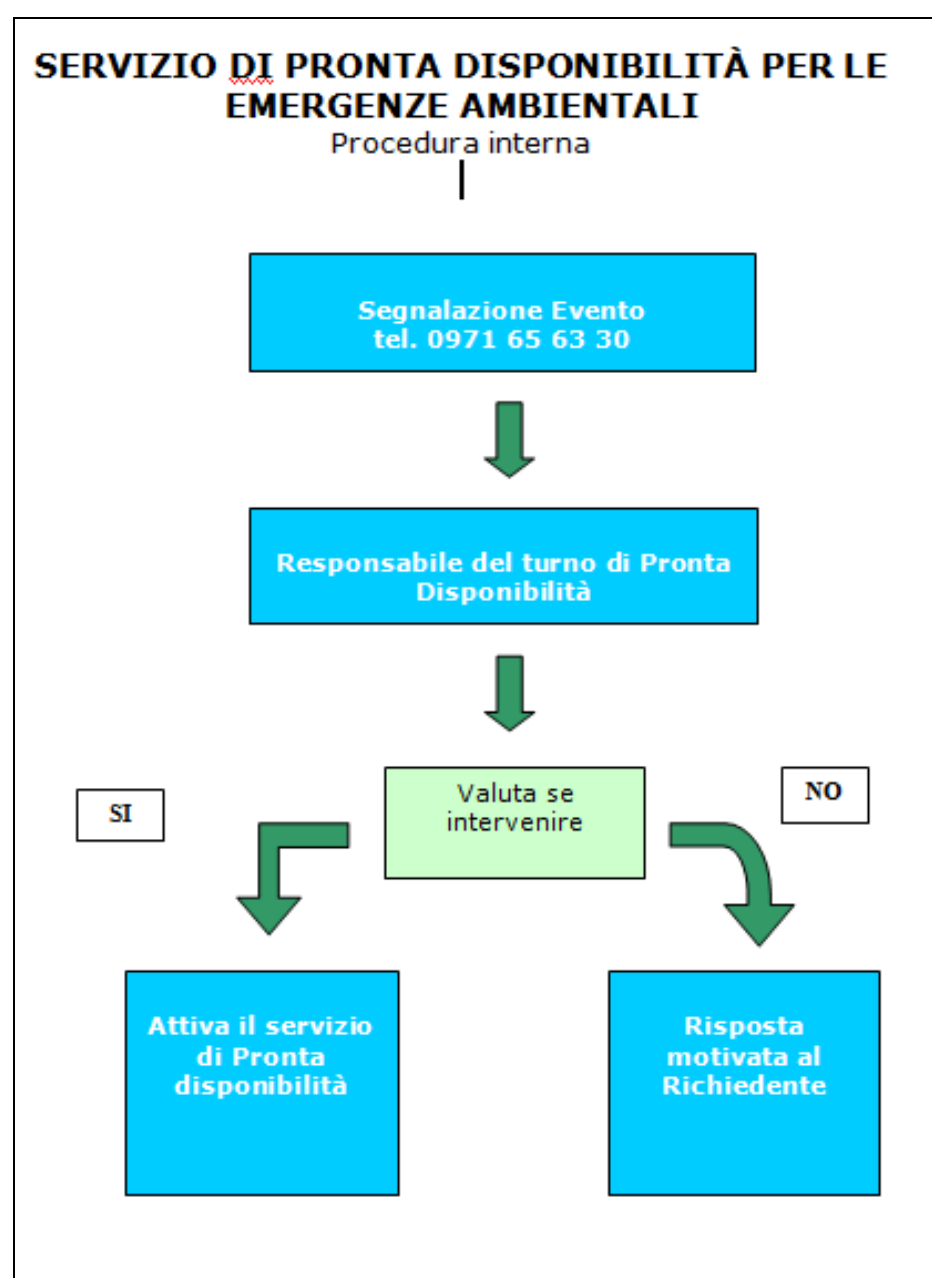 SERVIZIO DI PRONTA DISPONIBILITÀ PER LE
EMERGENZE AMBIENTALI
Procedura interna
Segnalazione Evento
tel. 0971 65 63 30
Responsabile del turno di Pronta
Disponibilità
Valuta se
intervenire
SI
NO
Attiva il servizio
di Pronta
disponibilità
Risposta
motivata al
Richiedente